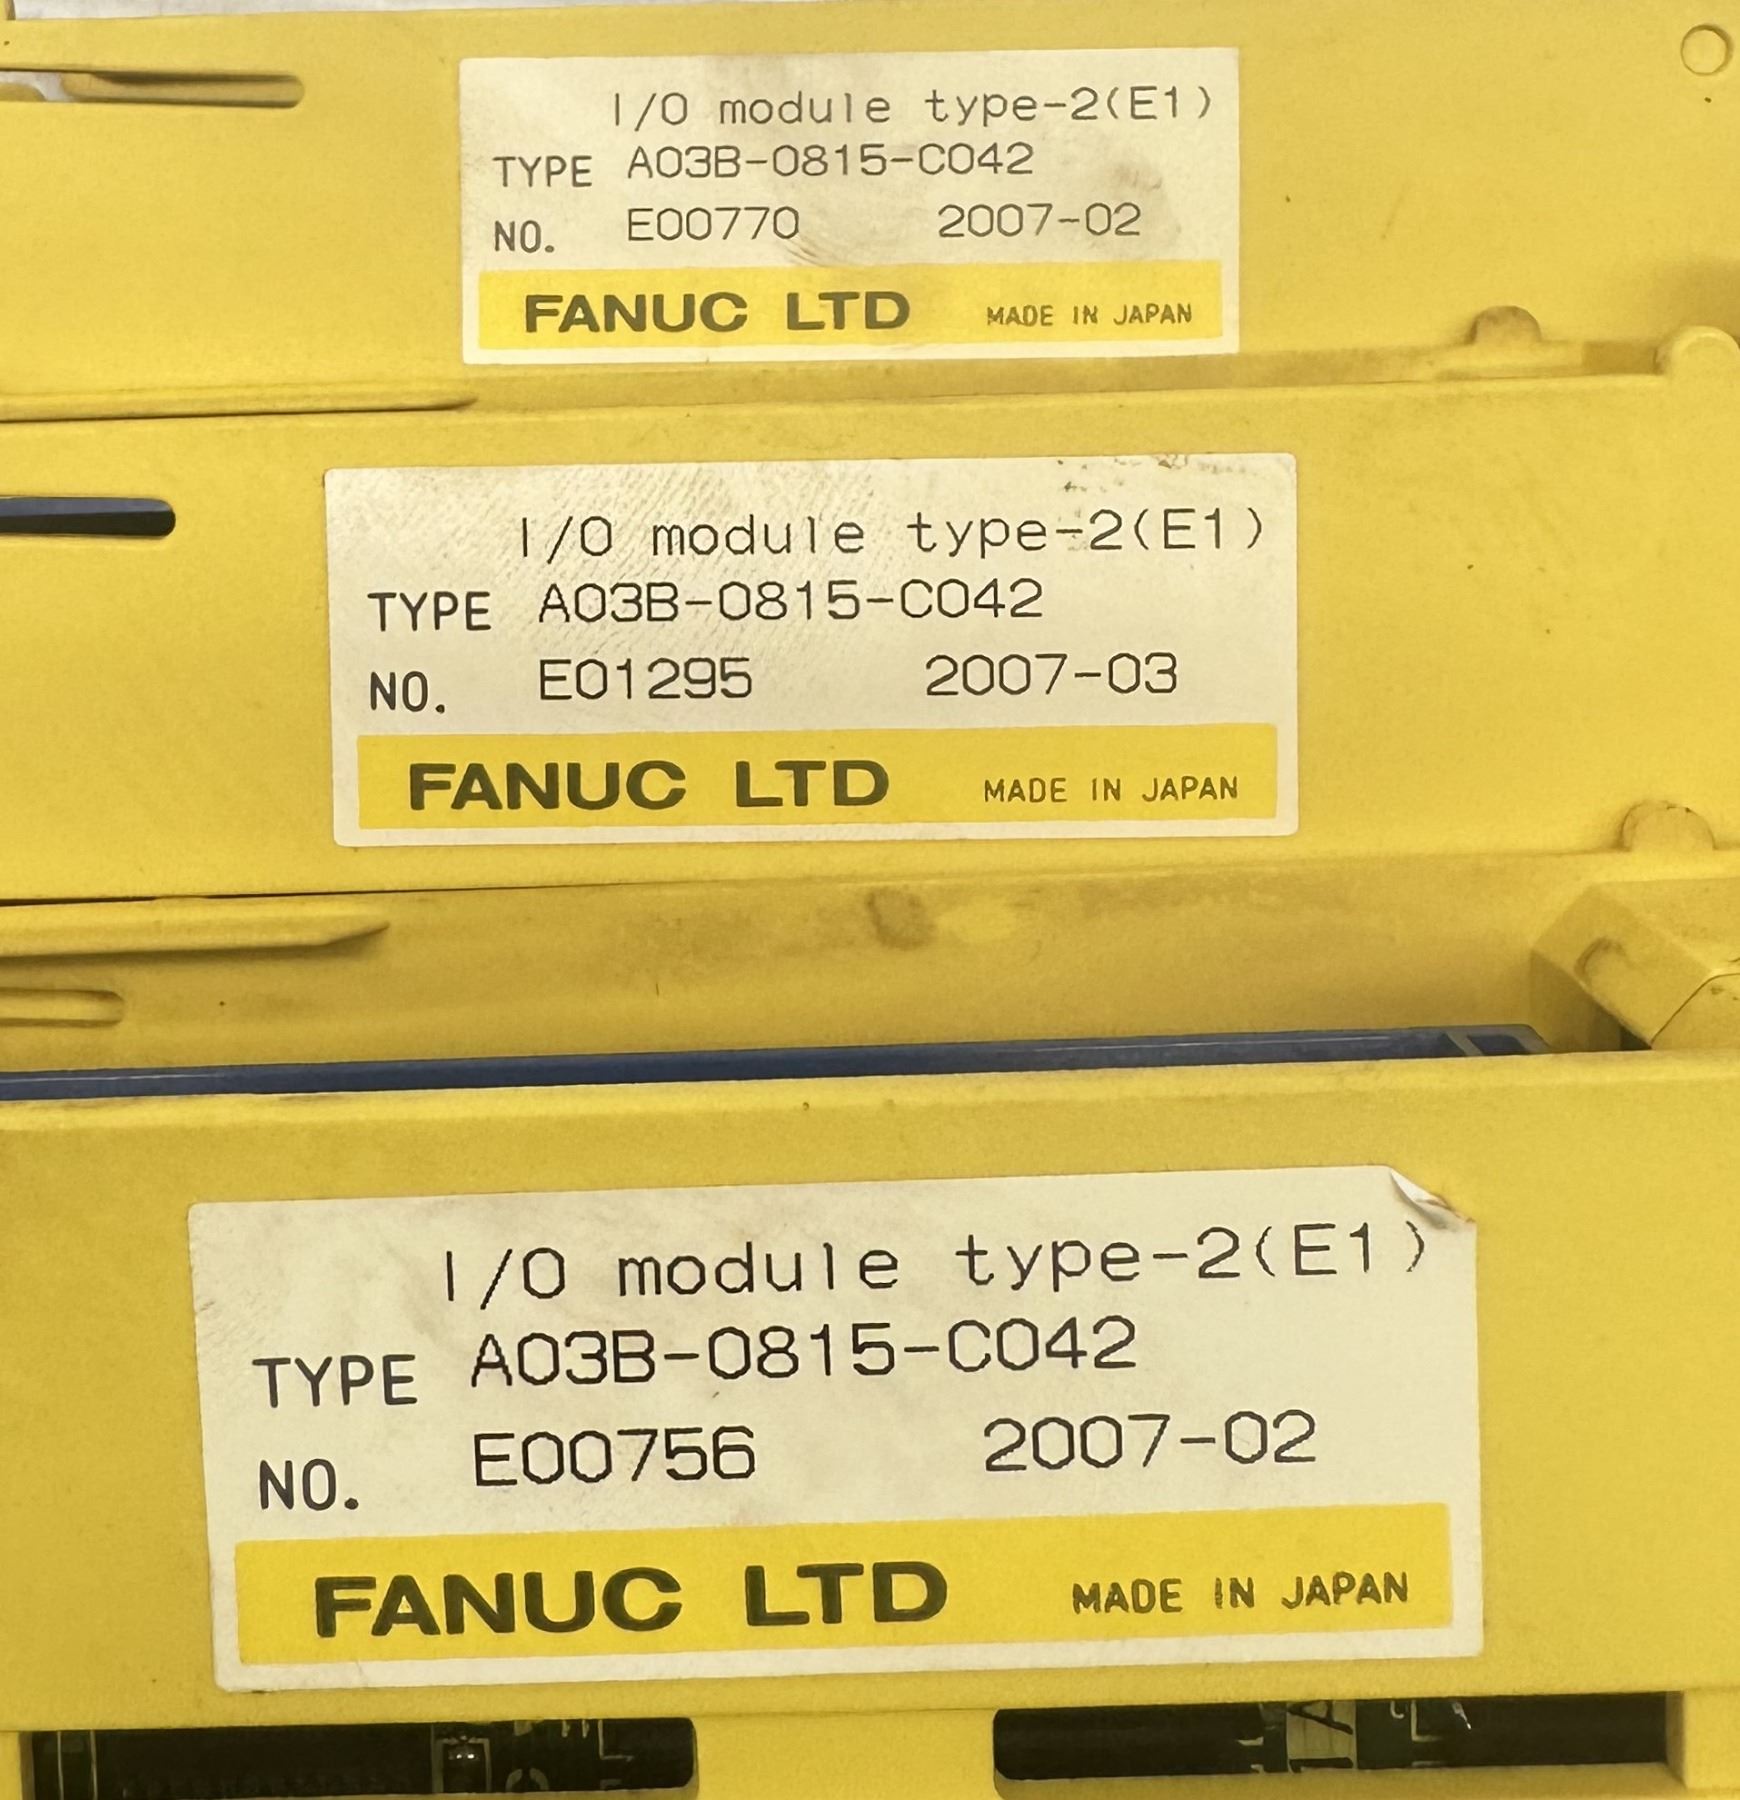 I/O module type-2(E1)
TYPE A03B-0815-C042
NO. E00770 2007-02
FANUC LTD MADE IN JAPAN
I/O module type-2(E1)
TYPE A03B-0815-C042
NO. E01295 2007-03
FANUC LTD MADE IN JAPAN
I/O module type-2(E1)
TYPE A03B-0815-C042
NO. E00756 2007-02
FANUC LTD MADE IN JAPAN